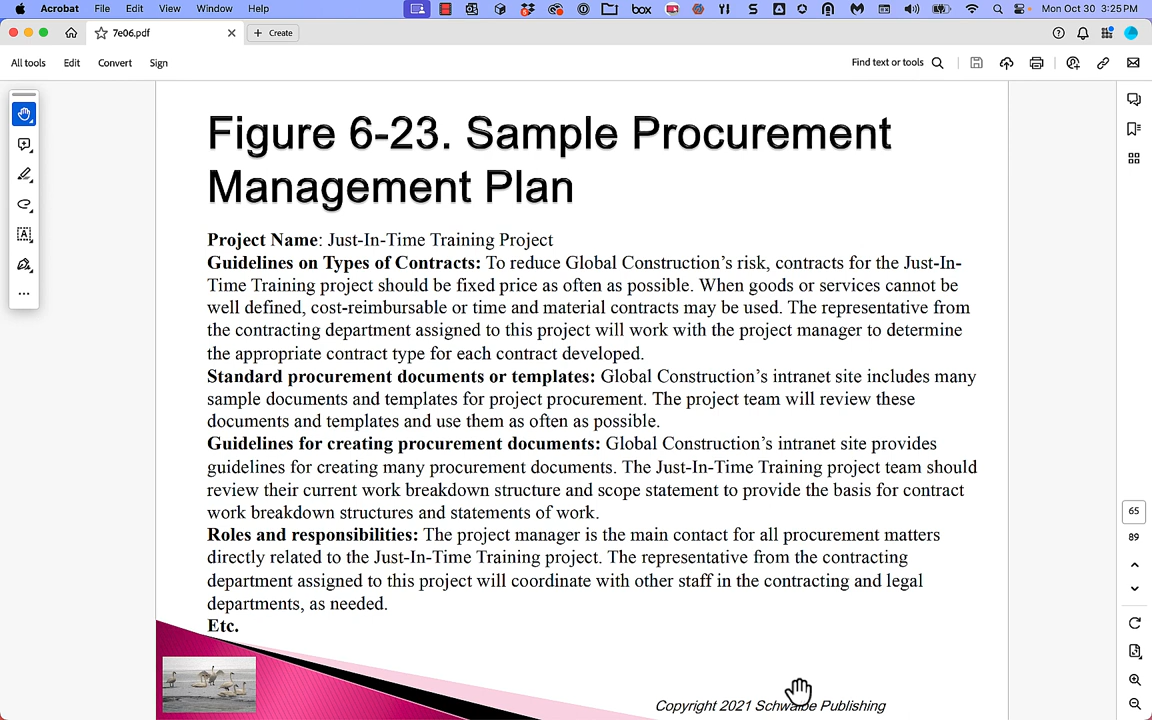 Acrobat File Edit View Window Help box Mon Oct 30 3:25 PM
7e06.pdf + Create
All tools Edit Convert Sign Find text or tools
Figure 6-23. Sample Procurement
Management Plan
Project Name: Just-In-Time Training Project
Guidelines on Types of Contracts: To reduce Global Construction's risk, contracts for the Just-In-
Time Training project should be fixed price as often as possible. When goods or services cannot be
well defined, cost-reimbursable or time and material contracts may be used. The representative from
the contracting department assigned to this project will work with the project manager to determine
the appropriate contract type for each contract developed.
Standard procurement documents or templates: Global Construction's intranet site includes many
sample documents and templates for project procurement. The project team will review these
documents and templates and use them as often as possible.
Guidelines for creating procurement documents: Global Construction's intranet site provides
guidelines for creating many procurement documents. The Just-In-Time Training project team should
review their current work breakdown structure and scope statement to provide the basis for contract
work breakdown structures and statements of work.
Roles and responsibilities: The project manager is the main contact for all procurement matters
directly related to the Just-In-Time Training project. The representative from the contracting
department assigned to this project will coordinate with other staff in the contracting and legal
departments, as needed.
Etc.
Copyright 2021 Schwalbe Publishing
65
89